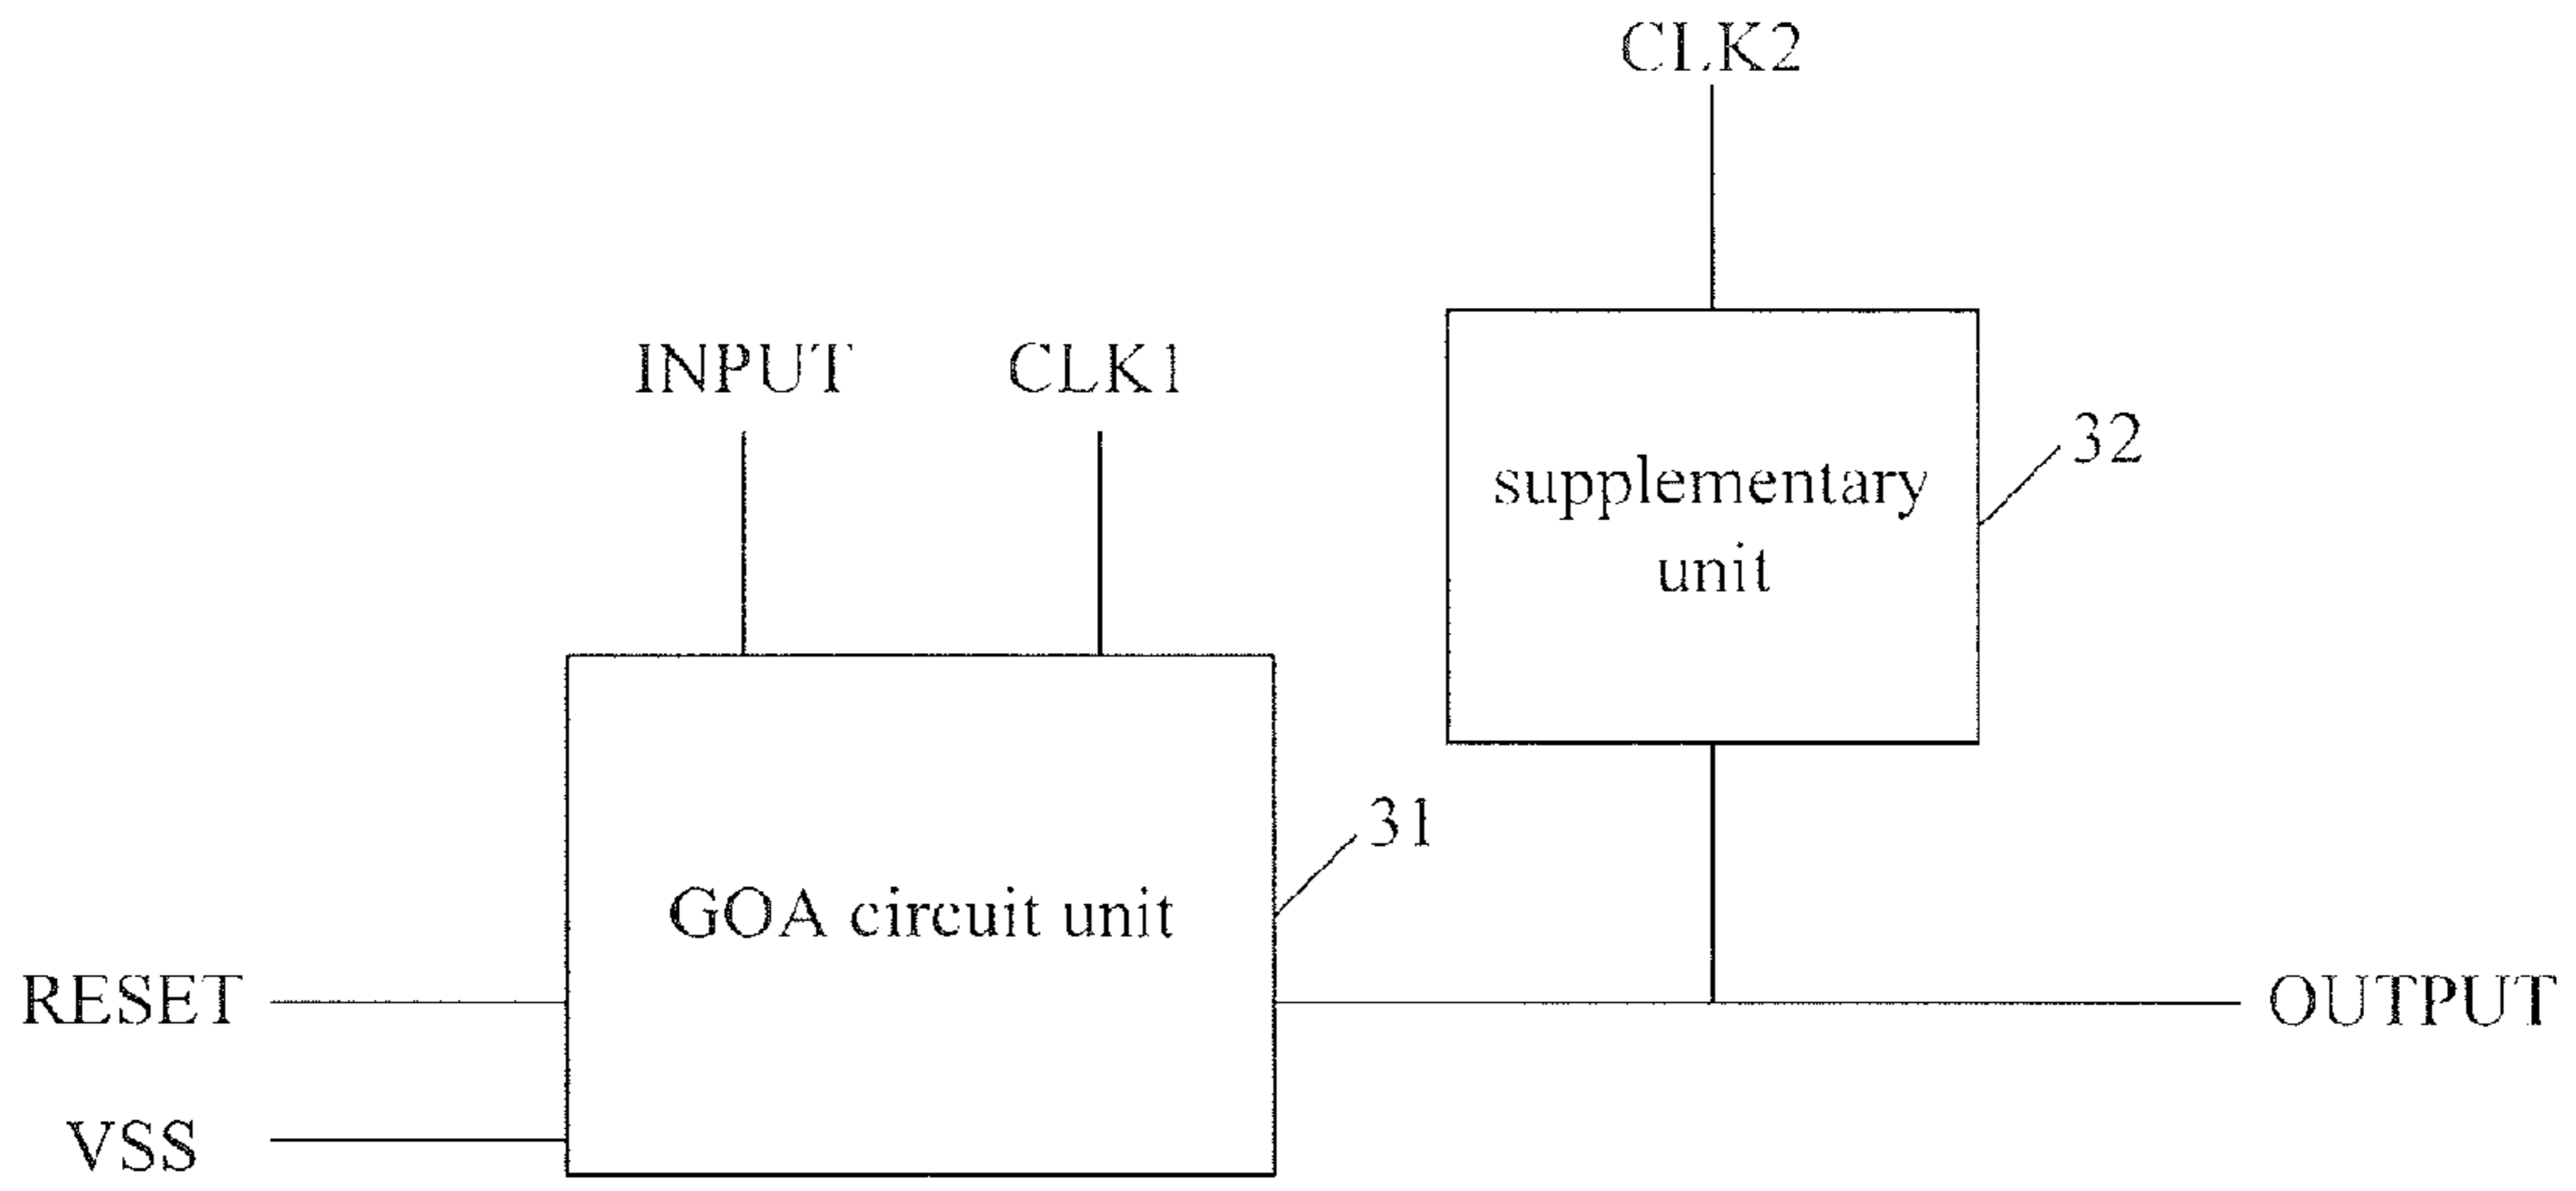 CLK2
INPUT
CLK1
32
supplementary
unit
31
GOA circuit unit
RESET
OUTPUT
VSS